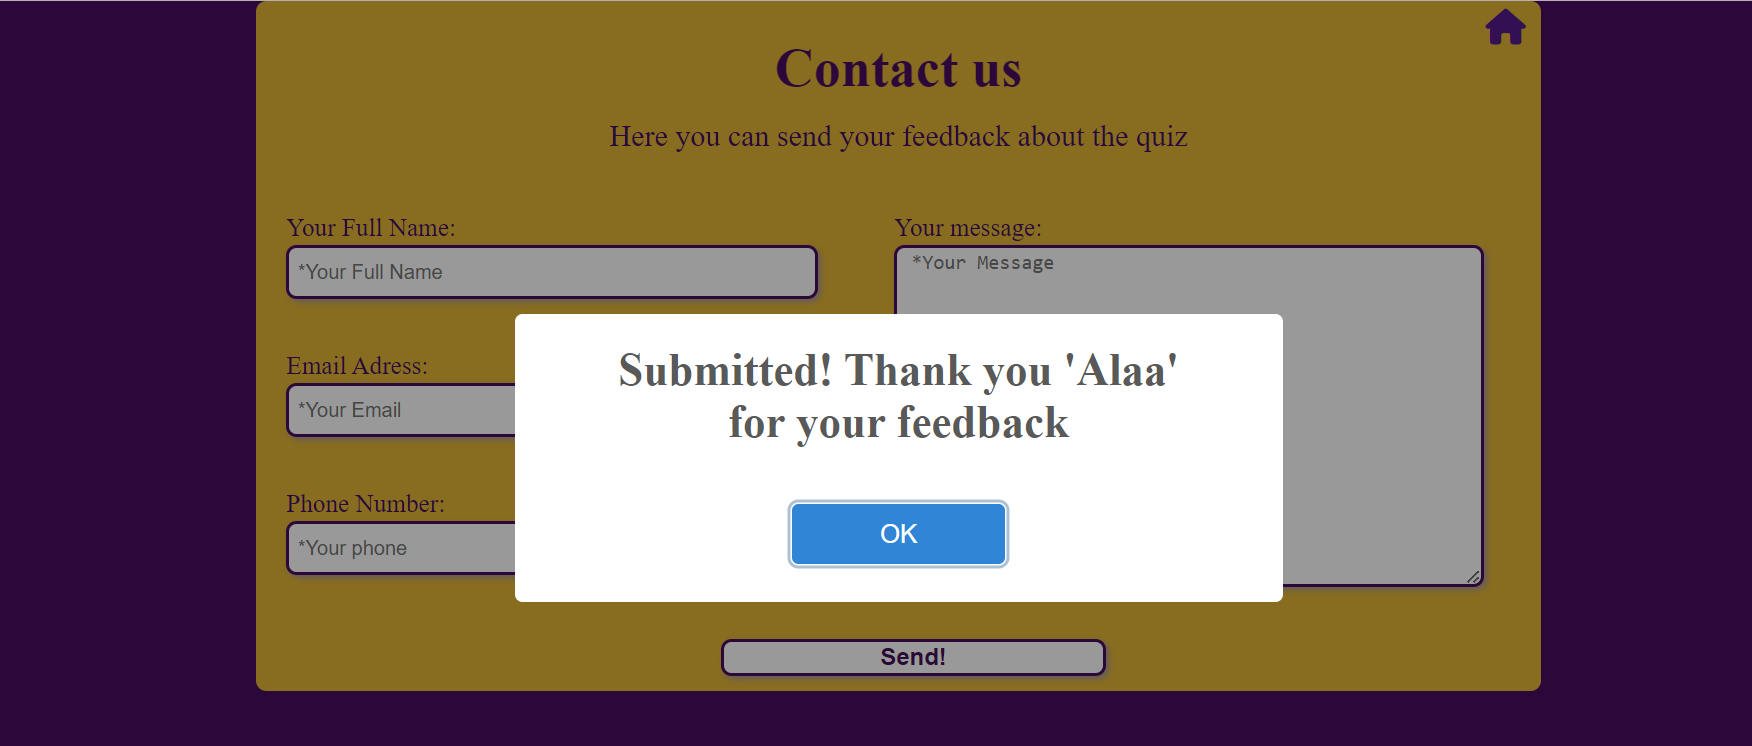 Contact us
Here you can send your feedback about the quiz
Your Full Name:
*Your Full Name
Email Adress:
*Your Email
Phone Number:
*Your phone
Your message:
*Your Message
Submitted! Thank you 'Alaa'
for your feedback
OK
Send!